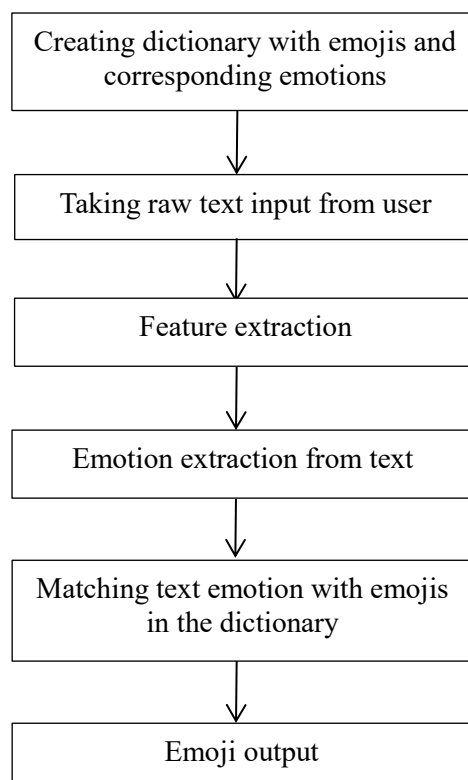 Creating dictionary with emojis and
corresponding emotions
Taking raw text input from user
Feature extraction
Emotion extraction from text
Matching text emotion with emojis
in the dictionary
Emoji output